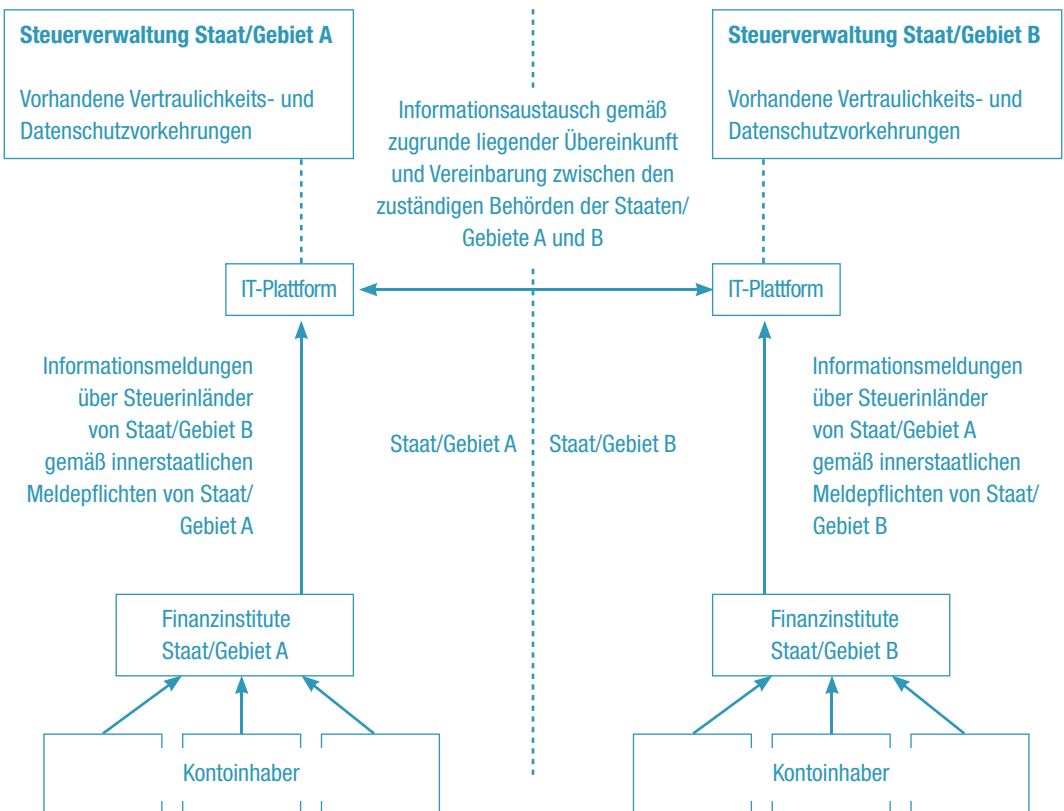 Steuerverwaltung Staat/Gebiet A
Vorhandene Vertraulichkeits- und
Datenschutzvorkehrungen
Informationsaustausch gemäß
zugrunde liegender Übereinkunft
und Vereinbarung zwischen den
zuständigen Behörden der Staaten/
Gebiete A und B
Steuerverwaltung Staat/Gebiet B
Vorhandene Vertraulichkeits- und
Datenschutzvorkehrungen
IT-Plattform
IT-Plattform
Informationsmeldungen
über Steuerinländer
von Staat/Gebiet B
gemäß innerstaatlichen
Meldepflichten von Staat/
Gebiet A
Staat/Gebiet A
Staat/Gebiet B
Informationsmeldungen
über Steuerinländer
von Staat/Gebiet A
gemäß innerstaatlichen
Meldepflichten von Staat/
Gebiet B
Finanzinstitute
Staat/Gebiet A
Finanzinstitute
Staat/Gebiet B
Kontoinhaber
Kontoinhaber